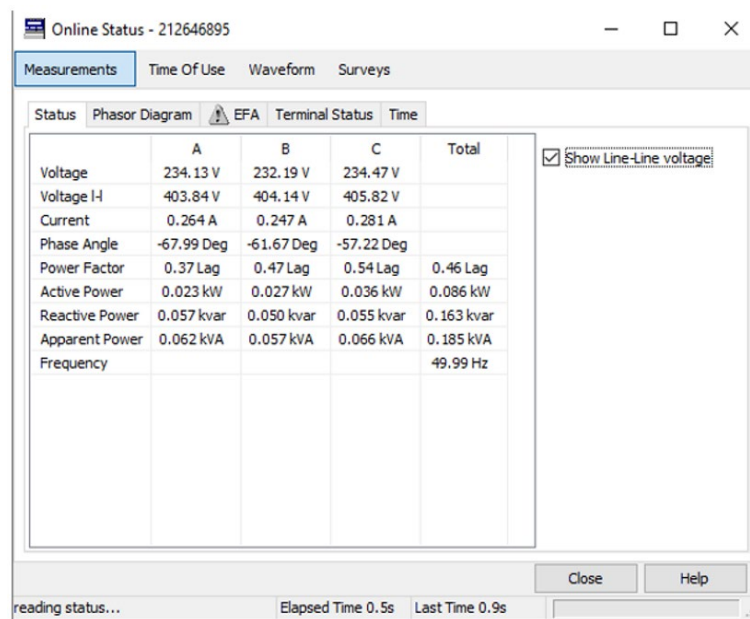 Online Status - 212646895
Measurements Time Of Use Waveform Surveys
Status Phasor Diagram EFA Terminal Status Time
A B C Total
Show Line-Line voltage
Voltage 234.13 V 232.19 V 234.47 V
Voltage l-l 403.84 V 404.14 V 405.82 V
Current 0.264 A 0.247 A 0.281 A
Phase Angle -67.99 Deg -61.67 Deg -57.22 Deg
Power Factor 0.37 Lag 0.47 Lag 0.54 Lag 0.46 Lag
Active Power 0.023 kW 0.027 kW 0.036 kW 0.086 kW
Reactive Power 0.057 kvar 0.050 kvar 0.055 kvar 0.163 kvar
Apparent Power 0.062 kVA 0.057 kVA 0.066 kVA 0.185 kVA
Frequency 49.99 Hz
Close Help
reading status... Elapsed Time 0.5s Last Time 0.9s